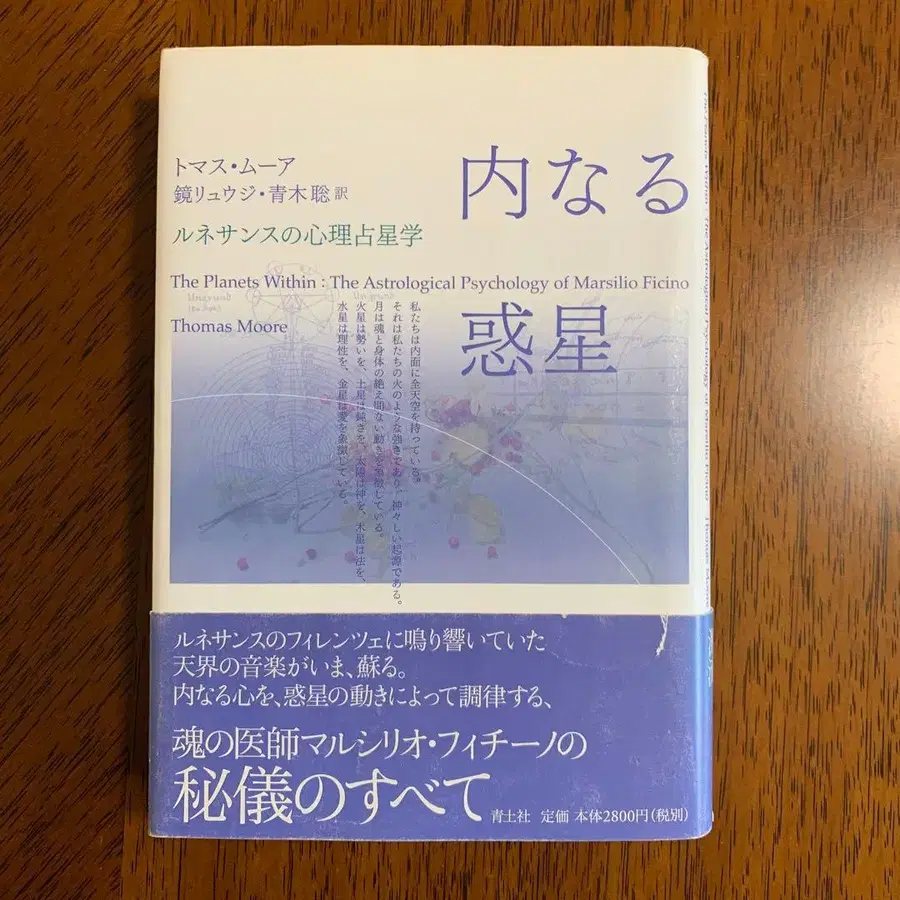 トマス・ムーア
鏡リュウジ・青木聡 訳
ルネサンスの心理占星学
内なる
惑星
The Planets Within : The Astrological Psychology of Marsilio Ficino
Thomas Moore
私たちは内面に全天空を持っている。
それは私たちの火のような強さであり、神々しい起源である。
月は魂と身体の絶え間ない動きを象徴している。
火星は勢いを、土星は鈍さを、太陽は神を、木星は法を、
水星は理性を、金星は愛を象徴している。
ルネサンスのフィレンツェに鳴り響いていた
天界の音楽がいま、蘇る。
内なる心を、惑星の動きによって調律する、
魂の医師マルシリオ・フィチーノの
秘儀のすべて
青土社 定価 本体2800円（税別）
The Planets Within : The Astrological Psychology of Marsilio Ficino